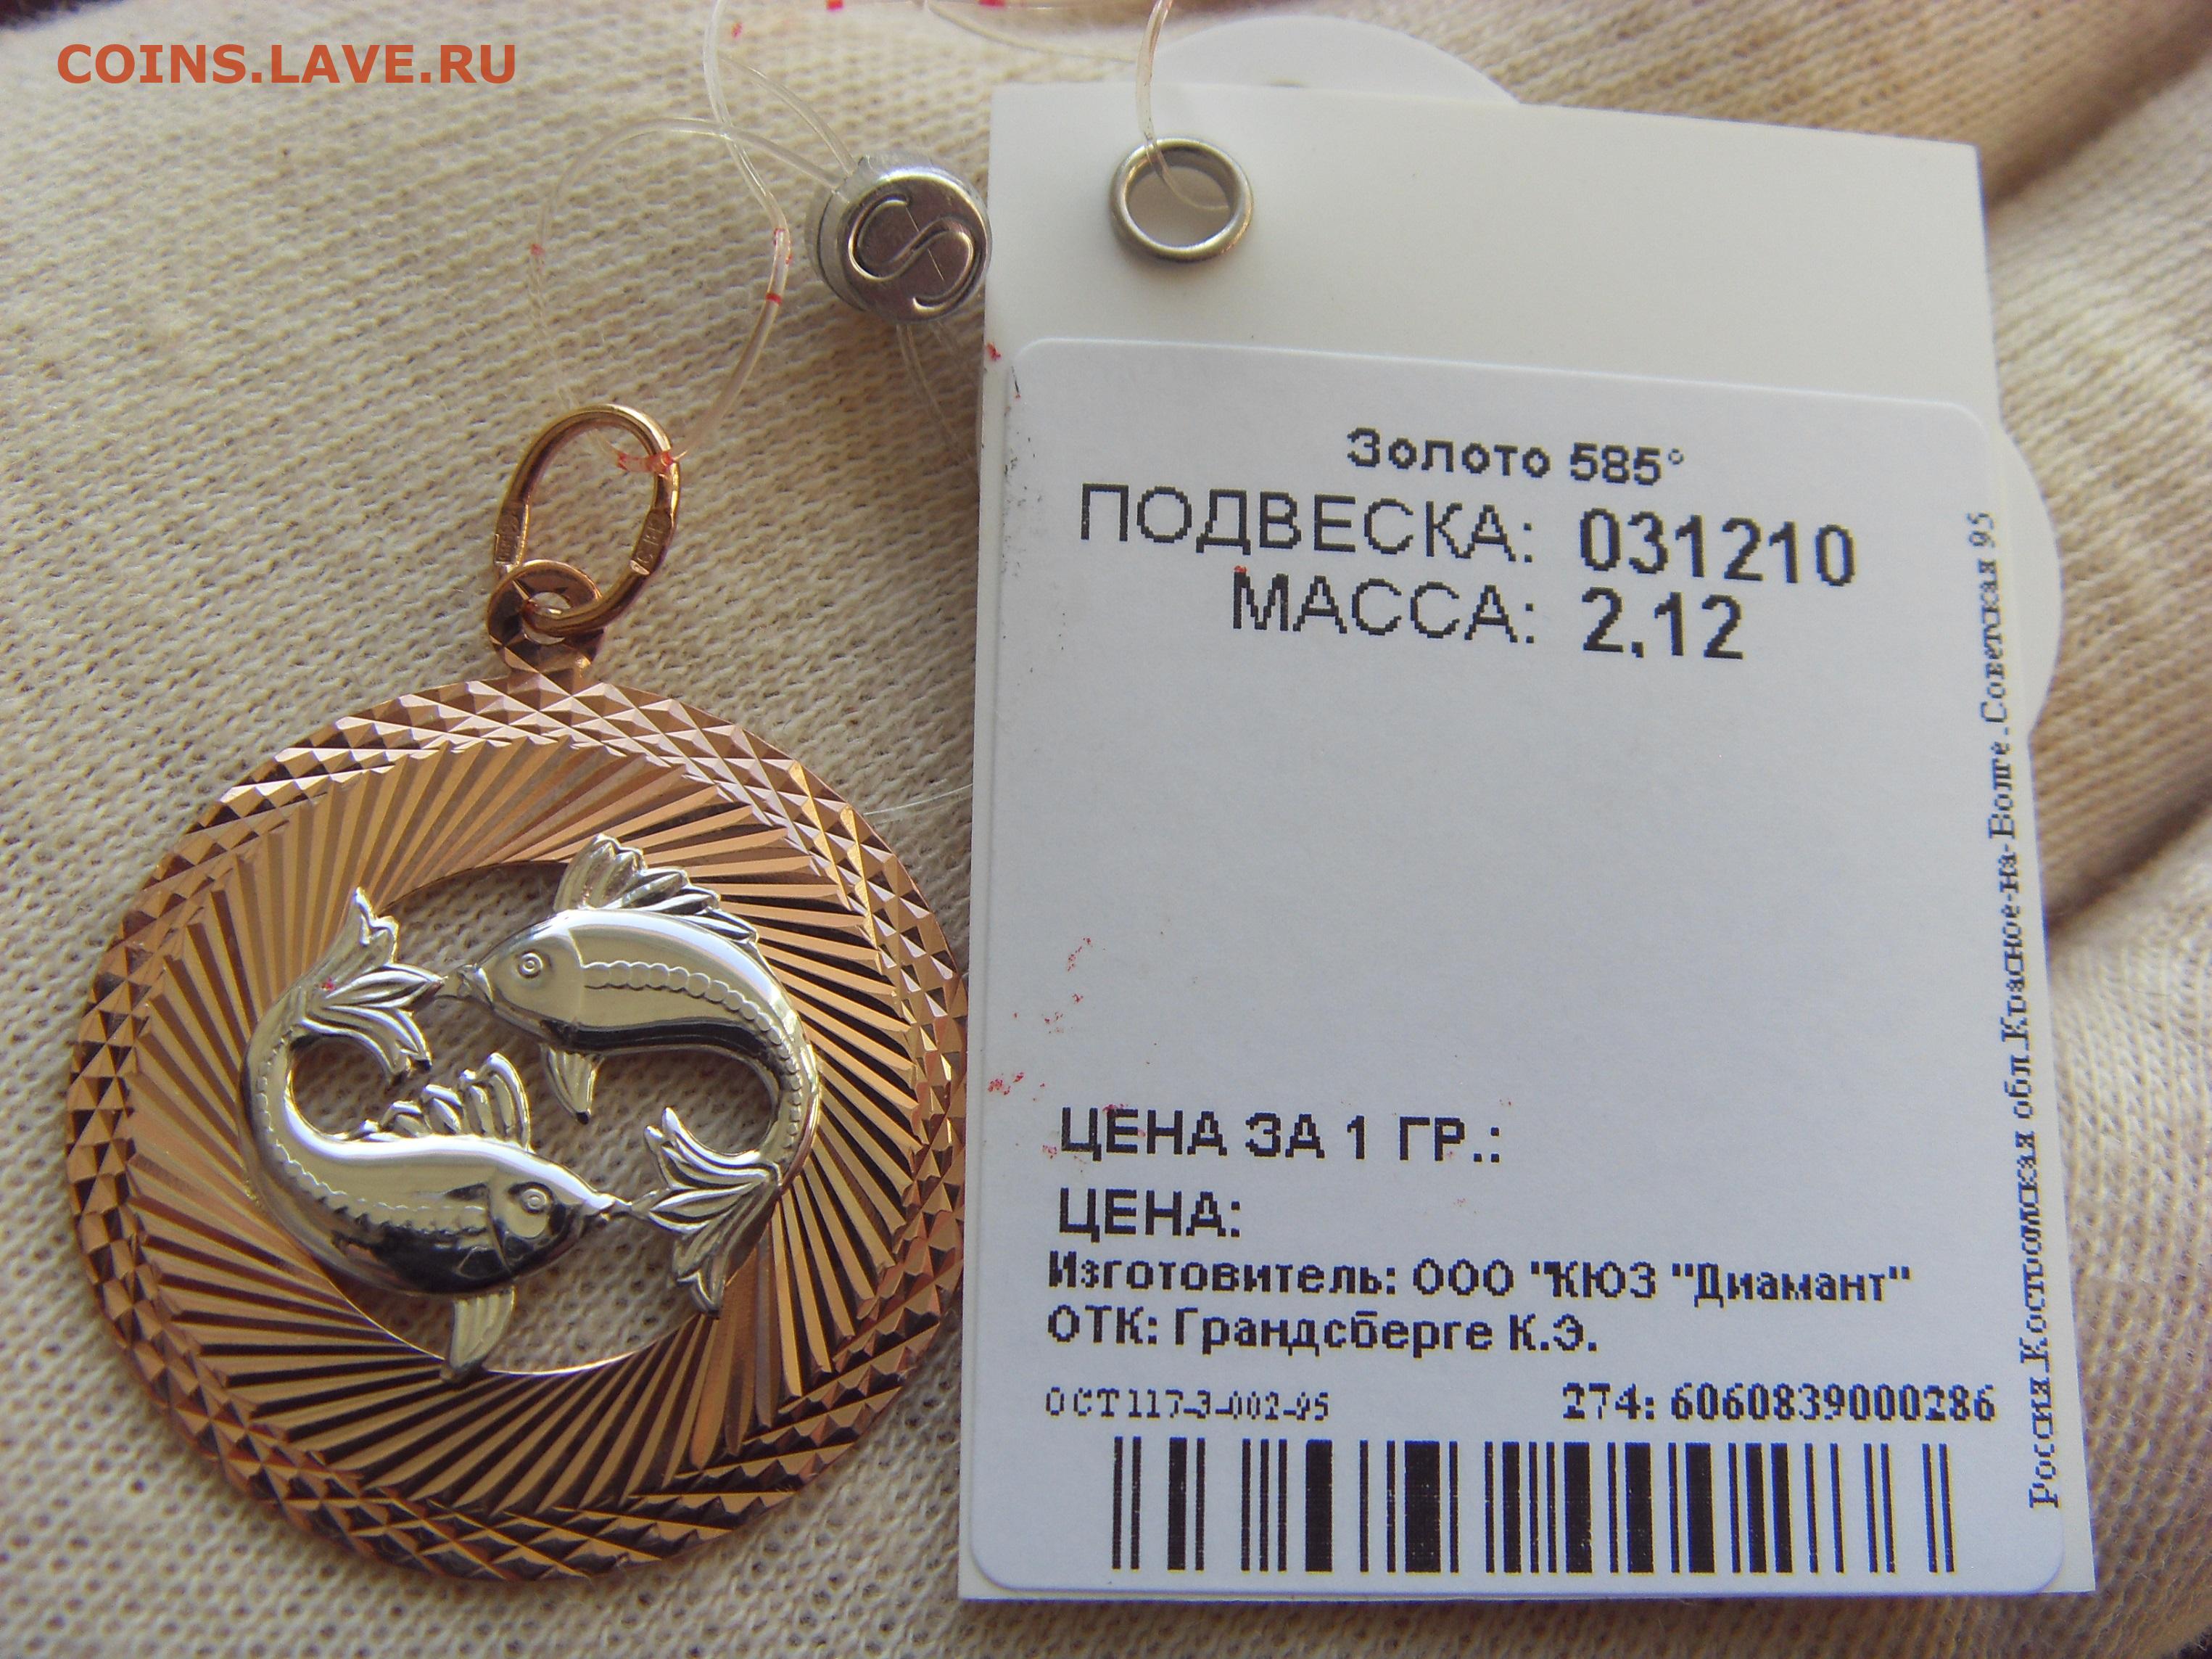 COINS.LAVE.RU
Золото 585°
ПОДВЕСКА: 031210
МАССА: 2,12
ЦЕНА ЗА 1 ГР.:
ЦЕНА:
Изготовитель: ООО "КЮЗ "Диамант"
ОТК: Грандсберге К.Э.
ОСТ117-3-002-95
274: 6060839000286
Россия.Костромская обл.Красное-на-Волге.Советская 95